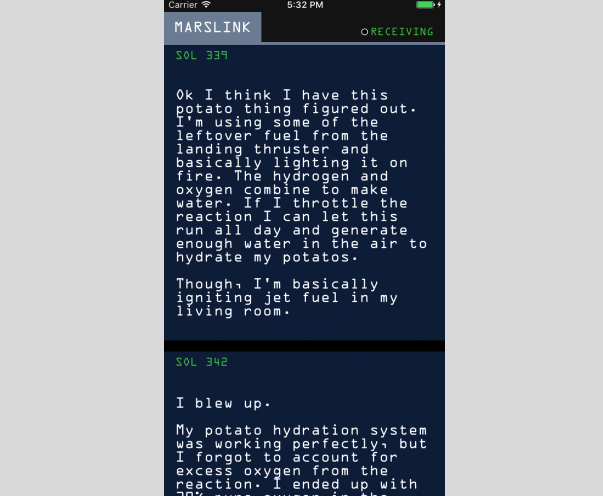 Carrier 5:32 PM
MARSLINK
RECEIVING
SOL 339
Ok I think I have this
potato thing figured out.
I'm using some of the
leftover fuel from the
landing thruster and
basically lighting it on
fire. The hydrogen and
oxygen combine to make
water. If I throttle the
reaction I can let this
run all day and generate
enough water in the air to
hydrate my potatos.
Though, I'm basically
igniting jet fuel in my
living room.
SOL 342
I blew up.
My potato hydration system
was working perfectly, but
I forgot to account for
excess oxygen from the
reaction. I ended up with
pure oxygen in the